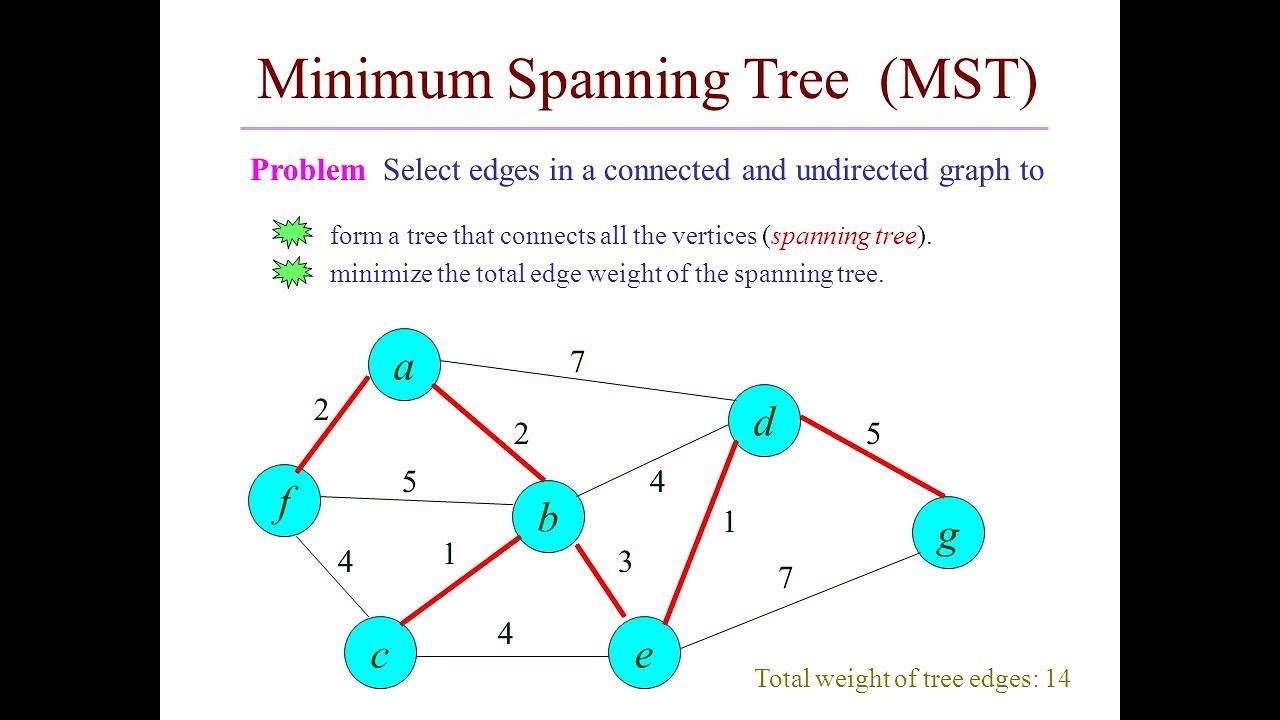 Minimum Spanning Tree (MST)
Problem Select edges in a connected and undirected graph to
form a tree that connects all the vertices (spanning tree).
minimize the total edge weight of the spanning tree.
a
7
2
2
d
5
f
5
4
b
1
g
4
1
3
7
c
4
e
Total weight of tree edges: 14